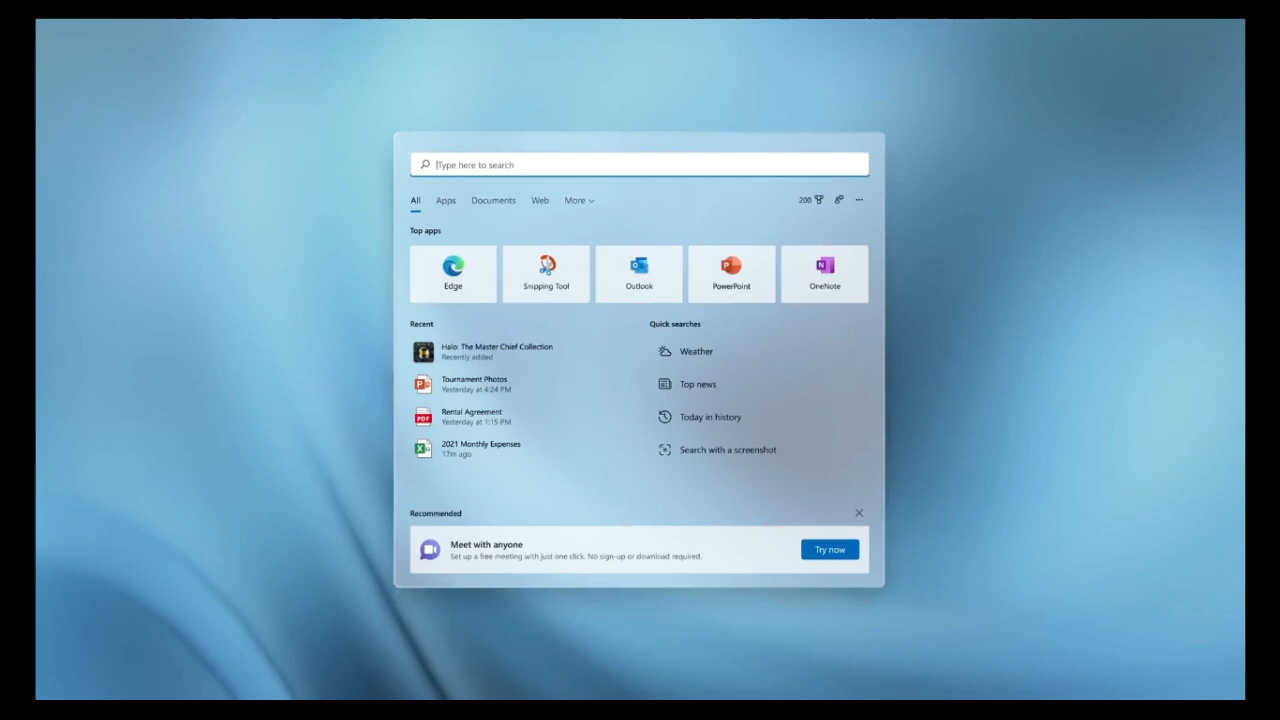 Type here to search
All Apps Documents Web More 200
Top apps
Edge Snipping Tool Outlook PowerPoint OneNote
Recent
Halo: The Master Chief Collection
Recently added
Tournament Photos
Yesterday at 4:24 PM
Rental Agreement
Yesterday at 1:15 PM
2021 Monthly Expenses
17m ago
Quick searches
Weather
Top news
Today in history
Search with a screenshot
Recommended
Meet with anyone
Set up a free meeting with just one click. No sign-up or download required.
Try now